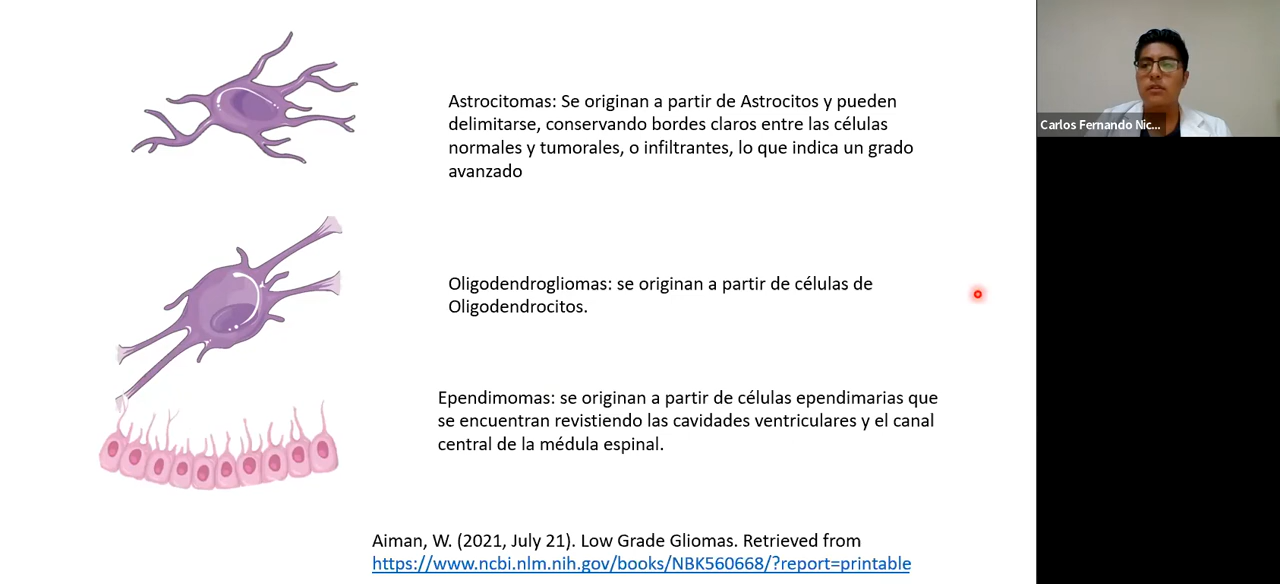 Astrocitomas: Se originan a partir de Astrocitos y pueden
delimitarse, conservando bordes claros entre las células
normales y tumorales, o infiltrantes, lo que indica un grado
avanzado
Carlos Fernando Nic...
Oligodendrogliomas: se originan a partir de células de
Oligodendrocitos.
Ependimomas: se originan a partir de células ependimarias que
se encuentran revistiendo las cavidades ventriculares y el canal
central de la médula espinal.
Aiman, W. (2021, July 21). Low Grade Gliomas. Retrieved from
https://www.ncbi.nlm.nih.gov/books/NBK560668/?report=printable